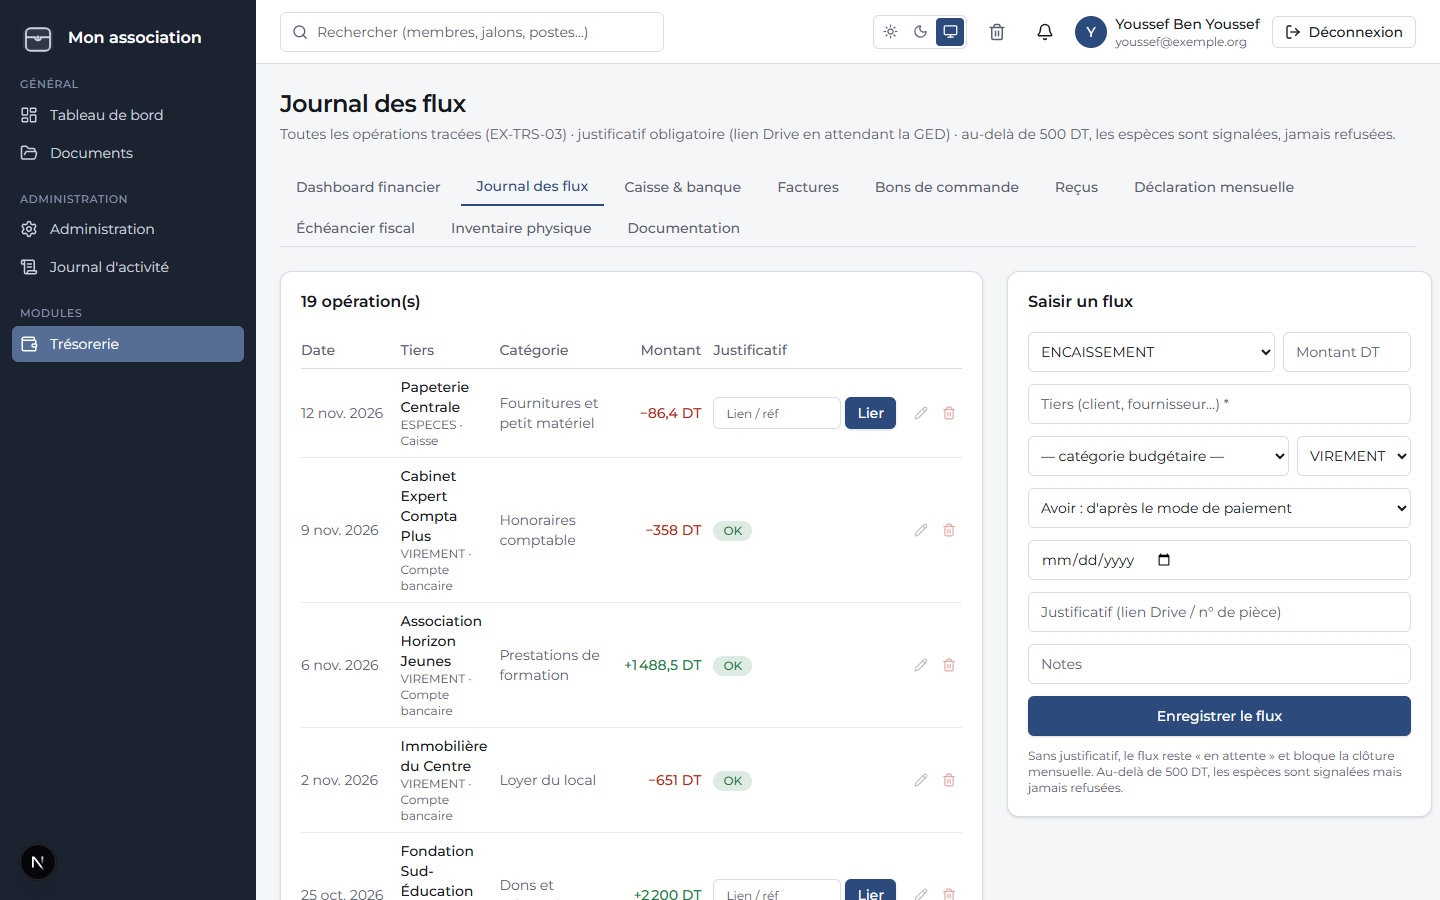 Mon association
Rechercher (membres, jalons, postes...)
Y
Youssef Ben Youssef
youssef@exemple.org
Déconnexion
GÉNÉRAL
Tableau de bord
Documents
ADMINISTRATION
Administration
Journal d'activité
MODULES
Trésorerie
N
Journal des flux
Toutes les opérations tracées (EX-TRS-03) · justificatif obligatoire (lien Drive en attendant la GED) · au-delà de 500 DT, les espèces sont signalées, jamais refusées.
Dashboard financier
Journal des flux
Caisse & banque
Factures
Bons de commande
Reçus
Déclaration mensuelle
Échéancier fiscal
Inventaire physique
Documentation
19 opération(s)
Date Tiers Catégorie Montant Justificatif
12 nov. 2026
Papeterie
Centrale
ESPECES ·
Caisse
Fournitures et
petit matériel
−86,4 DT
Lien / réf
Lier
9 nov. 2026
Cabinet
Expert
Compta
Plus
VIREMENT ·
Compte
bancaire
Honoraires
comptable
−358 DT
OK
6 nov. 2026
Association
Horizon
Jeunes
VIREMENT ·
Compte
bancaire
Prestations de
formation
+1 488,5 DT
OK
2 nov. 2026
Immobilière
du Centre
VIREMENT ·
Compte
bancaire
Loyer du local
−651 DT
OK
25 oct. 2026
Fondation
Sud-
Éducation
Dons et
+2 200 DT
Lien / réf
Lier
Saisir un flux
ENCAISSEMENT
Montant DT
Tiers (client, fournisseur...) *
— catégorie budgétaire —
VIREMENT
Avoir : d'après le mode de paiement
mm/dd/yyyy
Justificatif (lien Drive / n° de pièce)
Notes
Enregistrer le flux
Sans justificatif, le flux reste « en attente » et bloque la clôture
mensuelle. Au-delà de 500 DT, les espèces sont signalées mais
jamais refusées.